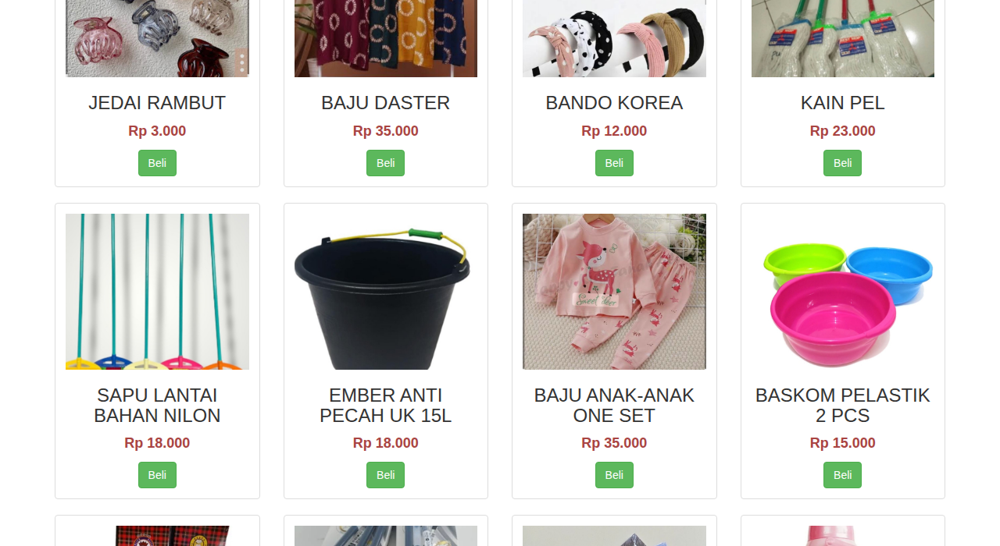 JEDAI RAMBUT
Rp 3.000
Beli
BAJU DASTER
Rp 35.000
Beli
BANDO KOREA
Rp 12.000
Beli
KAIN PEL
Rp 23.000
Beli
Sweet deer
SAPU LANTAI
BAHAN NILON
Rp 18.000
Beli
EMBER ANTI
PECAH UK 15L
Rp 18.000
Beli
BAJU ANAK-ANAK
ONE SET
Rp 35.000
Beli
BASKOM PELASTIK
2 PCS
Rp 15.000
Beli